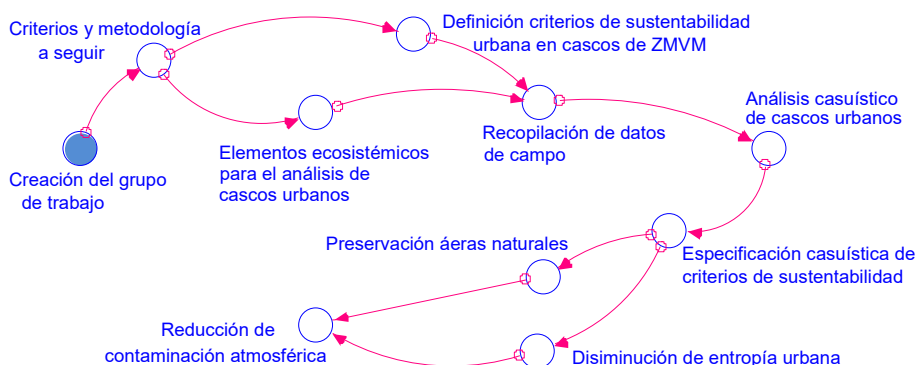 Criterios y metodología
a seguir
Definición criterios de sustentabilidad
urbana en cascos de ZMVM
Análisis casuístico
de cascos urbanos
Recopilación de datos
de campo
Elementos ecosistémicos
para el análisis de
cascos urbanos
Creación del grupo
de trabajo
Preservación áeras naturales
Especificación casuística de
criterios de sustentabilidad
Reducción de
contaminación atmosférica
Disiminución de entropía urbana